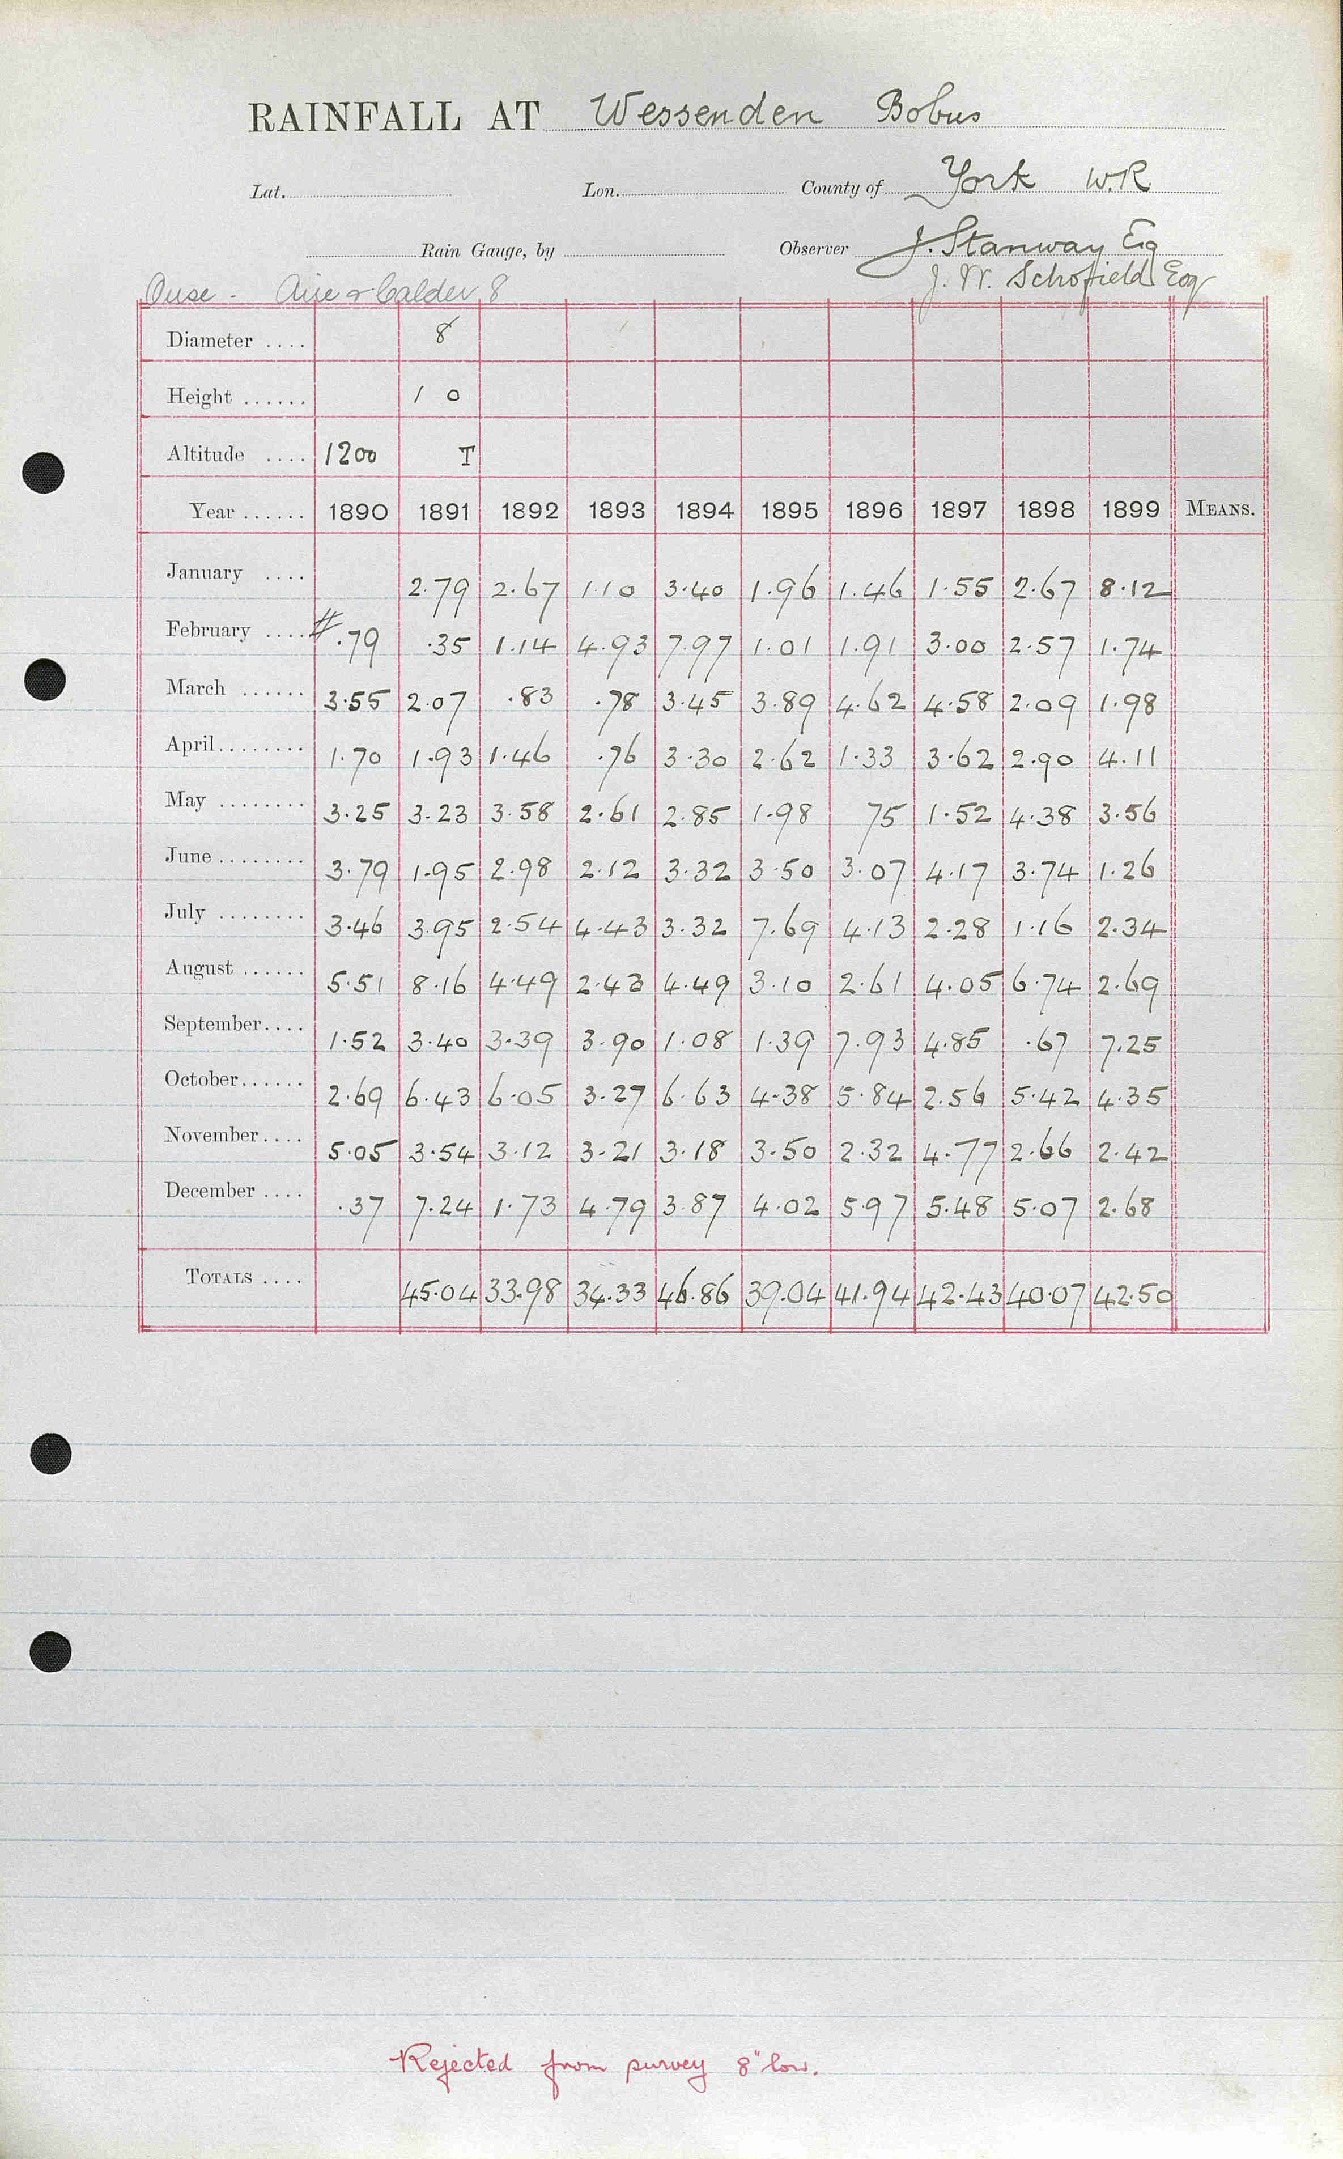 RAINFALL AT Wessenden Bobus
Lat. Lon. County of York W.R
Rain Gauge, by Observer J. Stanway Esq
J. W. Schofield Esq
Ouse - Aire & Calder 8
Diameter .... 8
Height ...... 1 0
Altitude .... 1200 T
Year ...... 1890 1891 1892 1893 1894 1895 1896 1897 1898 1899 MEANS.
January .... 2.79 2.67 1.10 3.40 1.96 1.46 1.55 2.67 8.12
February .... # .79 .35 1.14 4.93 7.97 1.01 1.91 3.00 2.57 1.74
March ...... 3.55 2.07 .83 .78 3.45 3.89 4.62 4.58 2.09 1.98
April........ 1.70 1.93 1.46 .76 3.30 2.62 1.33 3.62 2.90 4.11
May ........ 3.25 3.23 3.58 2.61 2.85 1.98 75 1.52 4.38 3.56
June ........ 3.79 1.95 2.98 2.12 3.32 3.50 3.07 4.17 3.74 1.26
July ........ 3.46 3.95 2.54 4.43 3.32 7.69 4.13 2.28 1.16 2.34
August ...... 5.51 8.16 4.49 2.43 4.49 3.10 2.61 4.05 6.74 2.69
September.... 1.52 3.40 3.39 3.90 1.08 1.39 7.93 4.85 .67 7.25
October...... 2.69 6.43 6.05 3.27 6.63 4.38 5.84 2.56 5.42 4.35
November.... 5.05 3.54 3.12 3.21 3.18 3.50 2.32 4.77 2.66 2.42
December .... .37 7.24 1.73 4.79 3.87 4.02 5.97 5.48 5.07 2.68
TOTALS .... 45.04 33.98 34.33 46.86 39.04 41.94 42.43 40.07 42.50
Rejected from survey 8" low.